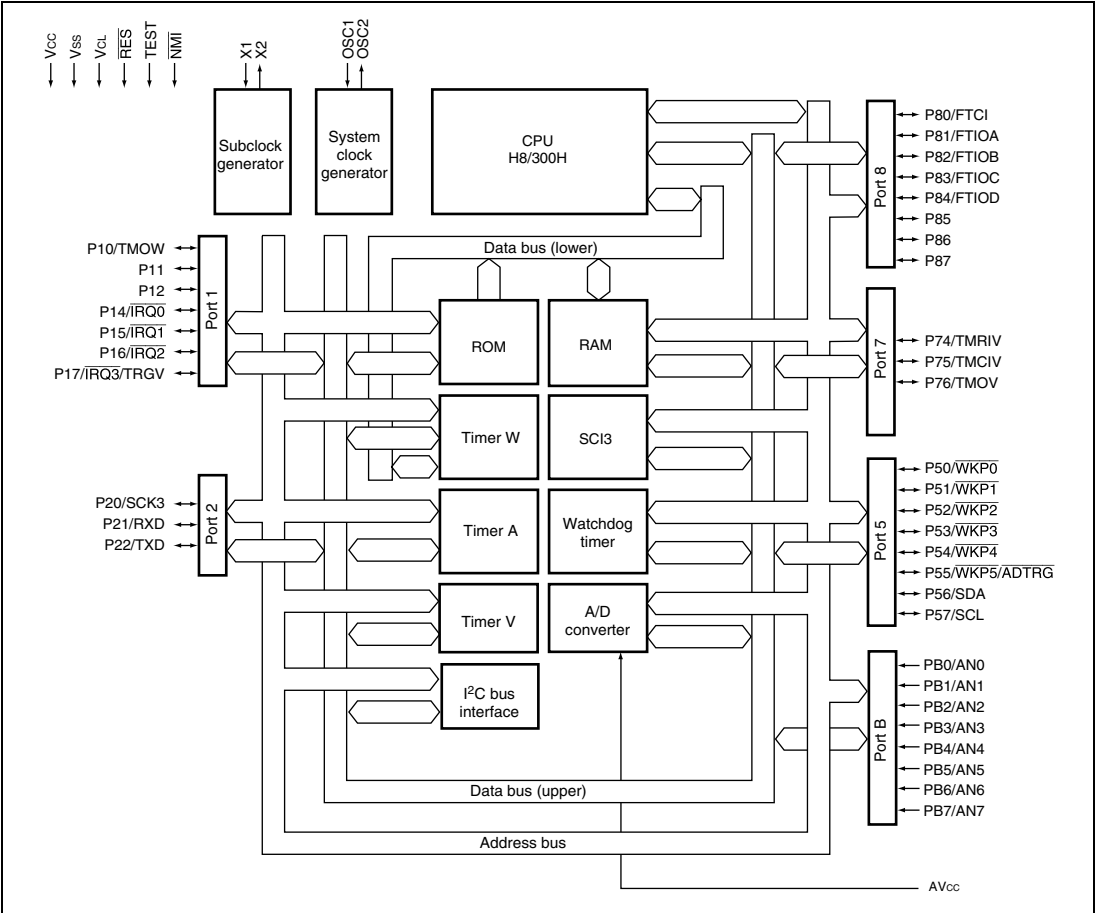 VCC
VSS
VCL
RES
TEST
NMI
X1
X2
OSC1
OSC2
Subclock
generator
System
clock
generator
CPU
H8/300H
Port 8
P80/FTCI
P81/FTIOA
P82/FTIOB
P83/FTIOC
P84/FTIOD
P85
P86
P87
Data bus (lower)
P10/TMOW
P11
P12
P14/IRQ0
P15/IRQ1
P16/IRQ2
P17/IRQ3/TRGV
Port 1
ROM
RAM
Port 7
P74/TMRIV
P75/TMCIV
P76/TMOV
Timer W
SCI3
P20/SCK3
P21/RXD
P22/TXD
Port 2
Timer A
Watchdog
timer
Port 5
P50/WKP0
P51/WKP1
P52/WKP2
P53/WKP3
P54/WKP4
P55/WKP5/ADTRG
P56/SDA
P57/SCL
Timer V
A/D
converter
I2C bus
interface
Port B
PB0/AN0
PB1/AN1
PB2/AN2
PB3/AN3
PB4/AN4
PB5/AN5
PB6/AN6
PB7/AN7
Data bus (upper)
Address bus
AVCC